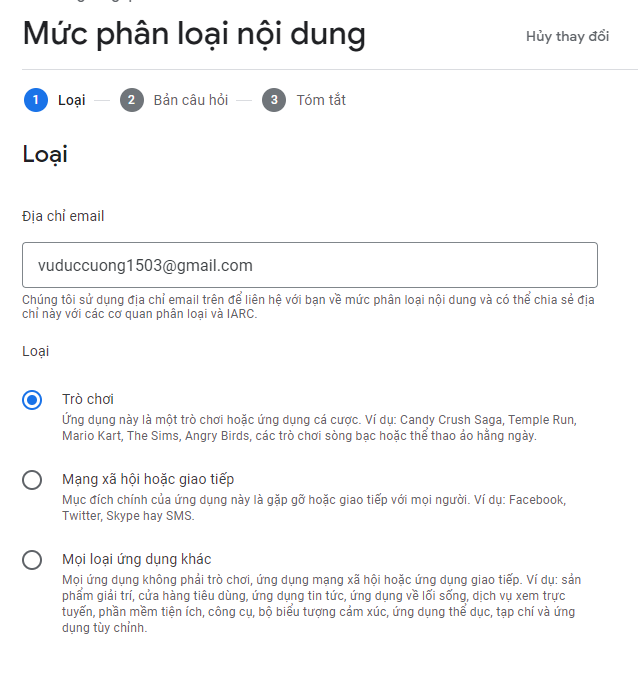 Mức phân loại nội dung
Hủy thay đổi
1 Loại 2 Bản câu hỏi 3 Tóm tắt
Loại
Địa chỉ email
vuduccuong1503@gmail.com
Chúng tôi sử dụng địa chỉ email trên để liên hệ với bạn về mức phân loại nội dung và có thể chia sẻ địa
chỉ này với các cơ quan phân loại và IARC.
Loại
Trò chơi
Ứng dụng này là một trò chơi hoặc ứng dụng cá cược. Ví dụ: Candy Crush Saga, Temple Run,
Mario Kart, The Sims, Angry Birds, các trò chơi sòng bạc hoặc thể thao ảo hằng ngày.
Mạng xã hội hoặc giao tiếp
Mục đích chính của ứng dụng này là gặp gỡ hoặc giao tiếp với mọi người. Ví dụ: Facebook,
Twitter, Skype hay SMS.
Mọi loại ứng dụng khác
Mọi ứng dụng không phải trò chơi, ứng dụng mạng xã hội hoặc ứng dụng giao tiếp. Ví dụ: sản
phẩm giải trí, cửa hàng tiêu dùng, ứng dụng tin tức, ứng dụng về lối sống, dịch vụ xem trực
tuyến, phần mềm tiện ích, công cụ, bộ biểu tượng cảm xúc, ứng dụng thể dục, tạp chí và ứng
dụng tùy chỉnh.